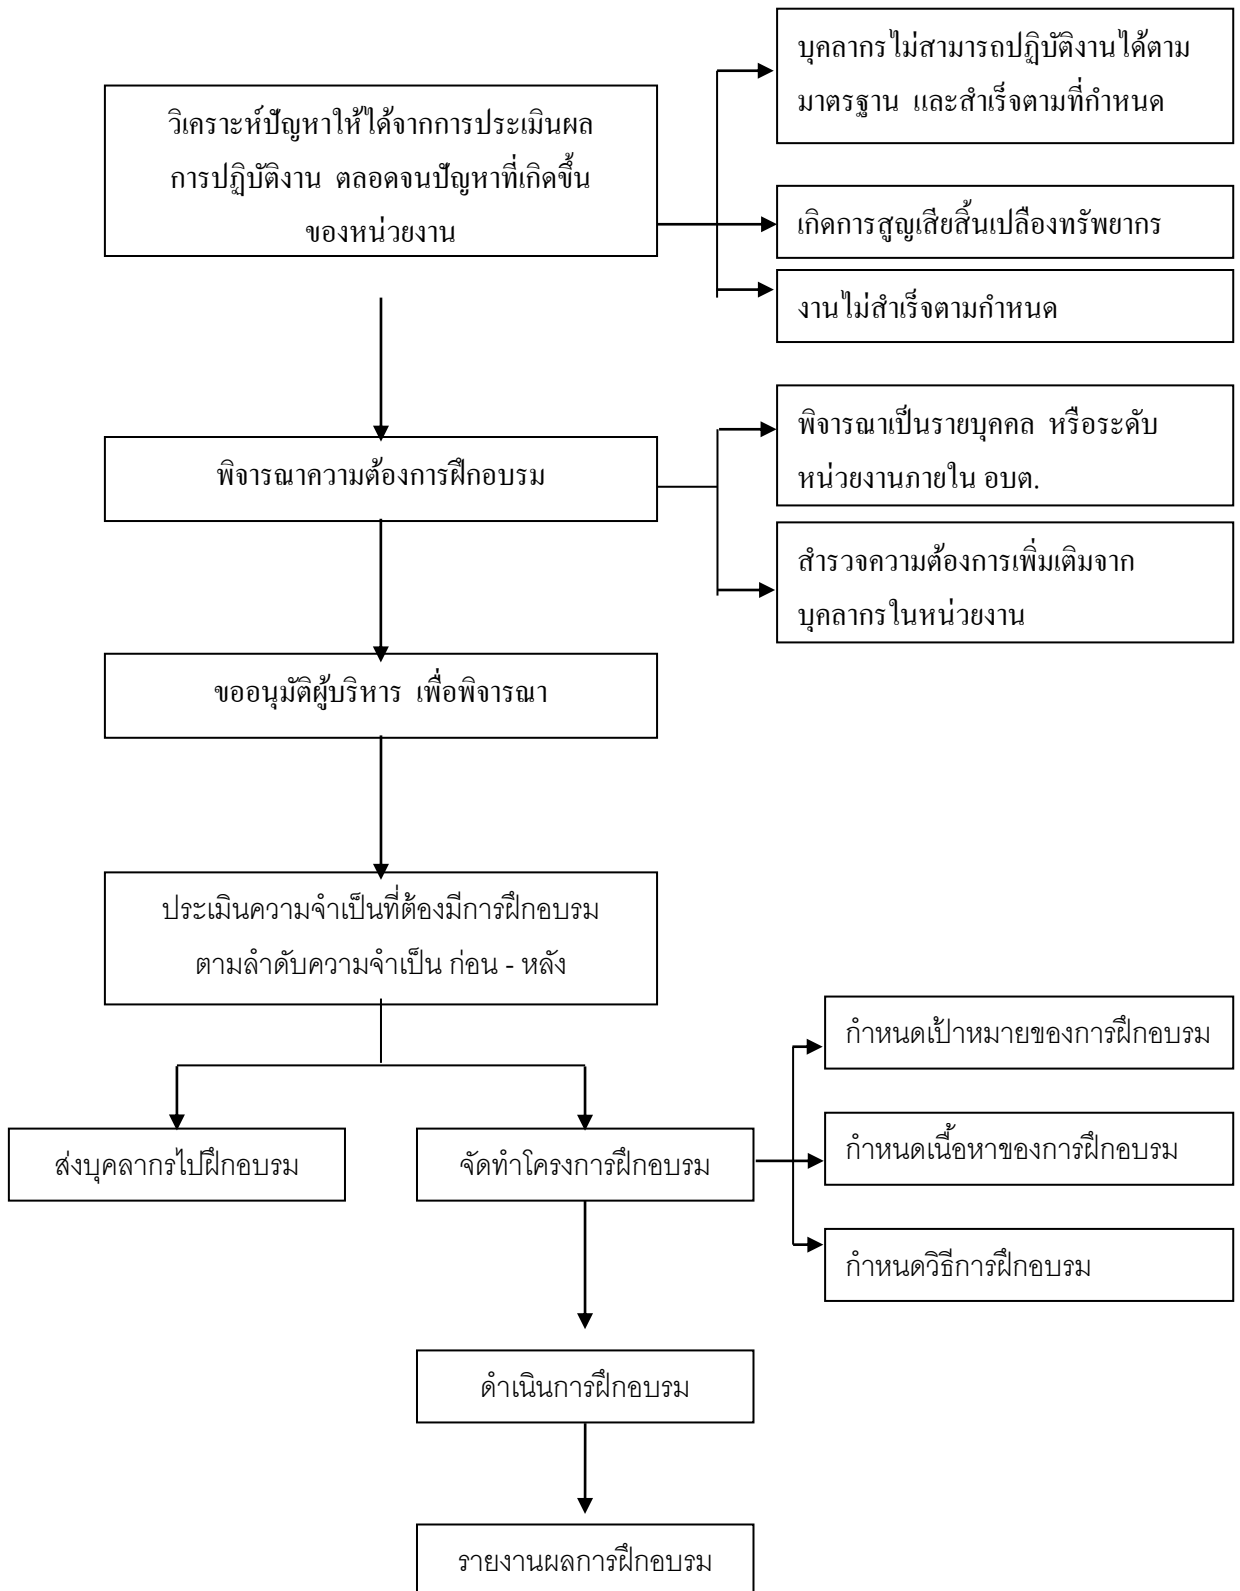 บุคลากรไม่สามารถปฏิบัติงานได้ตาม
มาตรฐาน และสำเร็จตามที่กำหนด
วิเคราะห์ปัญหาให้ได้จากการประเมินผล
การปฏิบัติงาน ตลอดจนปัญหาที่เกิดขึ้น
ของหน่วยงาน
เกิดการสูญเสียสิ้นเปลืองทรัพยากร
งานไม่สำเร็จตามกำหนด
พิจารณาความต้องการฝึกอบรม
พิจารณาเป็นรายบุคคล หรือระดับ
หน่วยงานภายใน อบต.
สำรวจความต้องการเพิ่มเติมจาก
บุคลากรในหน่วยงาน
ขออนุมัติผู้บริหาร เพื่อพิจารณา
ประเมินความจำเป็นที่ต้องมีการฝึกอบรม
ตามลำดับความจำเป็น ก่อน - หลัง
ส่งบุคลากรไปฝึกอบรม
จัดทำโครงการฝึกอบรม
กำหนดเป้าหมายของการฝึกอบรม
กำหนดเนื้อหาของการฝึกอบรม
กำหนดวิธีการฝึกอบรม
ดำเนินการฝึกอบรม
รายงานผลการฝึกอบรม